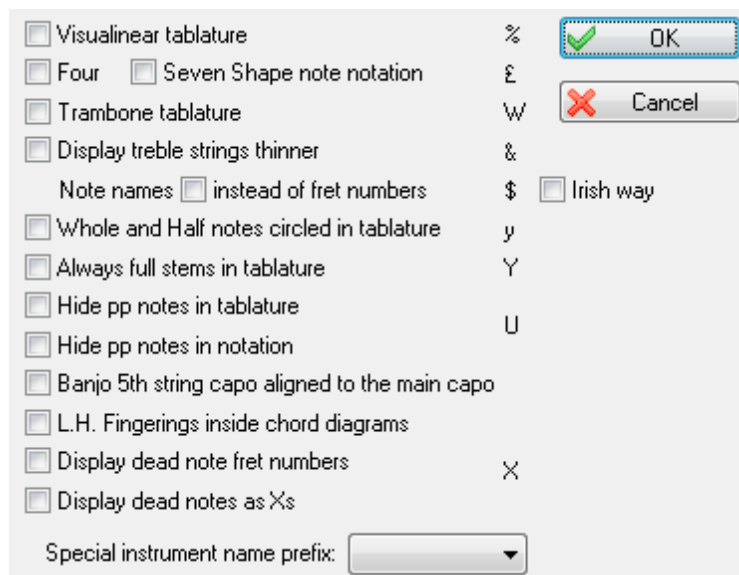 Visualinear tablature % OK
Four Seven Shape note notation £
Trambone tablature W Cancel
Display treble strings thinner &
Note names instead of fret numbers $ Irish way
Whole and Half notes circled in tablature y
Always full stems in tablature Y
Hide pp notes in tablature
U
Hide pp notes in notation
Banjo 5th string capo aligned to the main capo
L.H. Fingerings inside chord diagrams
Display dead note fret numbers
X
Display dead notes as Xs
Special instrument name prefix: